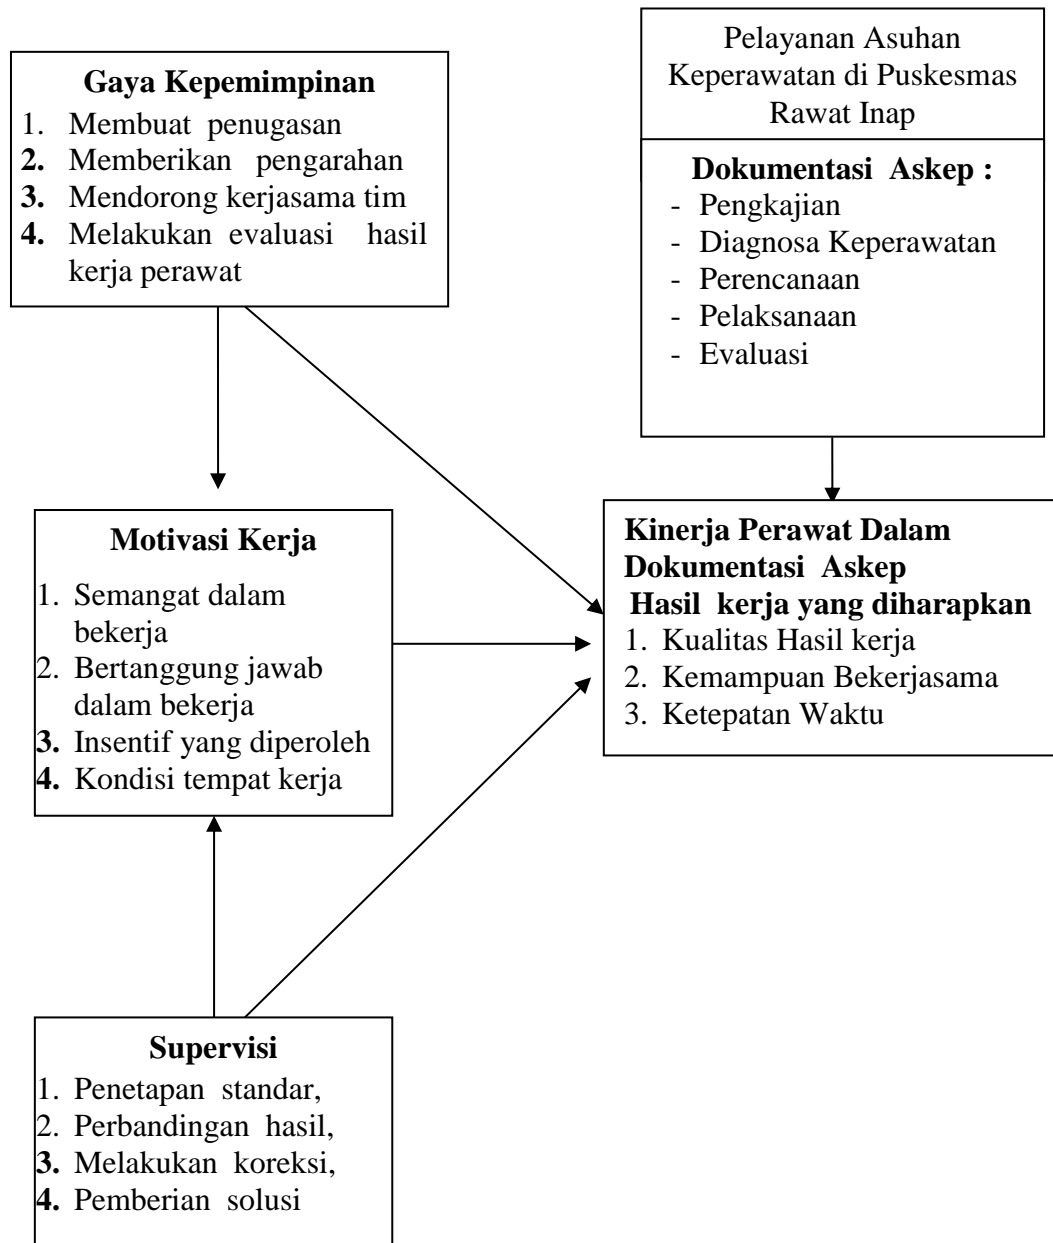 Gaya Kepemimpinan
1. Membuat penugasan
2. Memberikan pengarahan
3. Mendorong kerjasama tim
4. Melakukan evaluasi hasil
kerja perawat
Pelayanan Asuhan
Keperawatan di Puskesmas
Rawat Inap
Dokumentasi Askep :
- Pengkajian
- Diagnosa Keperawatan
- Perencanaan
- Pelaksanaan
- Evaluasi
Motivasi Kerja
1. Semangat dalam
bekerja
2. Bertanggung jawab
dalam bekerja
3. Insentif yang diperoleh
4. Kondisi tempat kerja
Kinerja Perawat Dalam
Dokumentasi Askep
Hasil kerja yang diharapkan
1. Kualitas Hasil kerja
2. Kemampuan Bekerjasama
3. Ketepatan Waktu
Supervisi
1. Penetapan standar,
2. Perbandingan hasil,
3. Melakukan koreksi,
4. Pemberian solusi